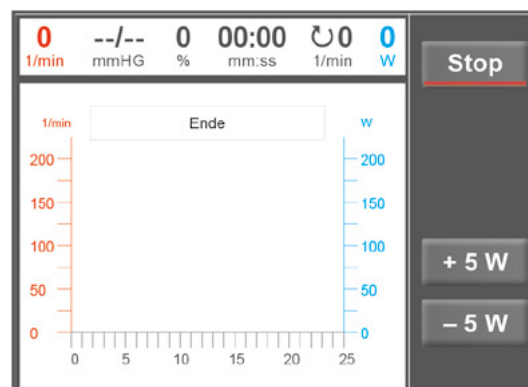 0 --/-- 0 00:00 ↻0 0
1/min mmHG % mm:ss 1/min W
Stop
1/min Ende W
200 200
150 150
100 100
+ 5 W
50 50
– 5 W
0 0
0 5 10 15 20 25